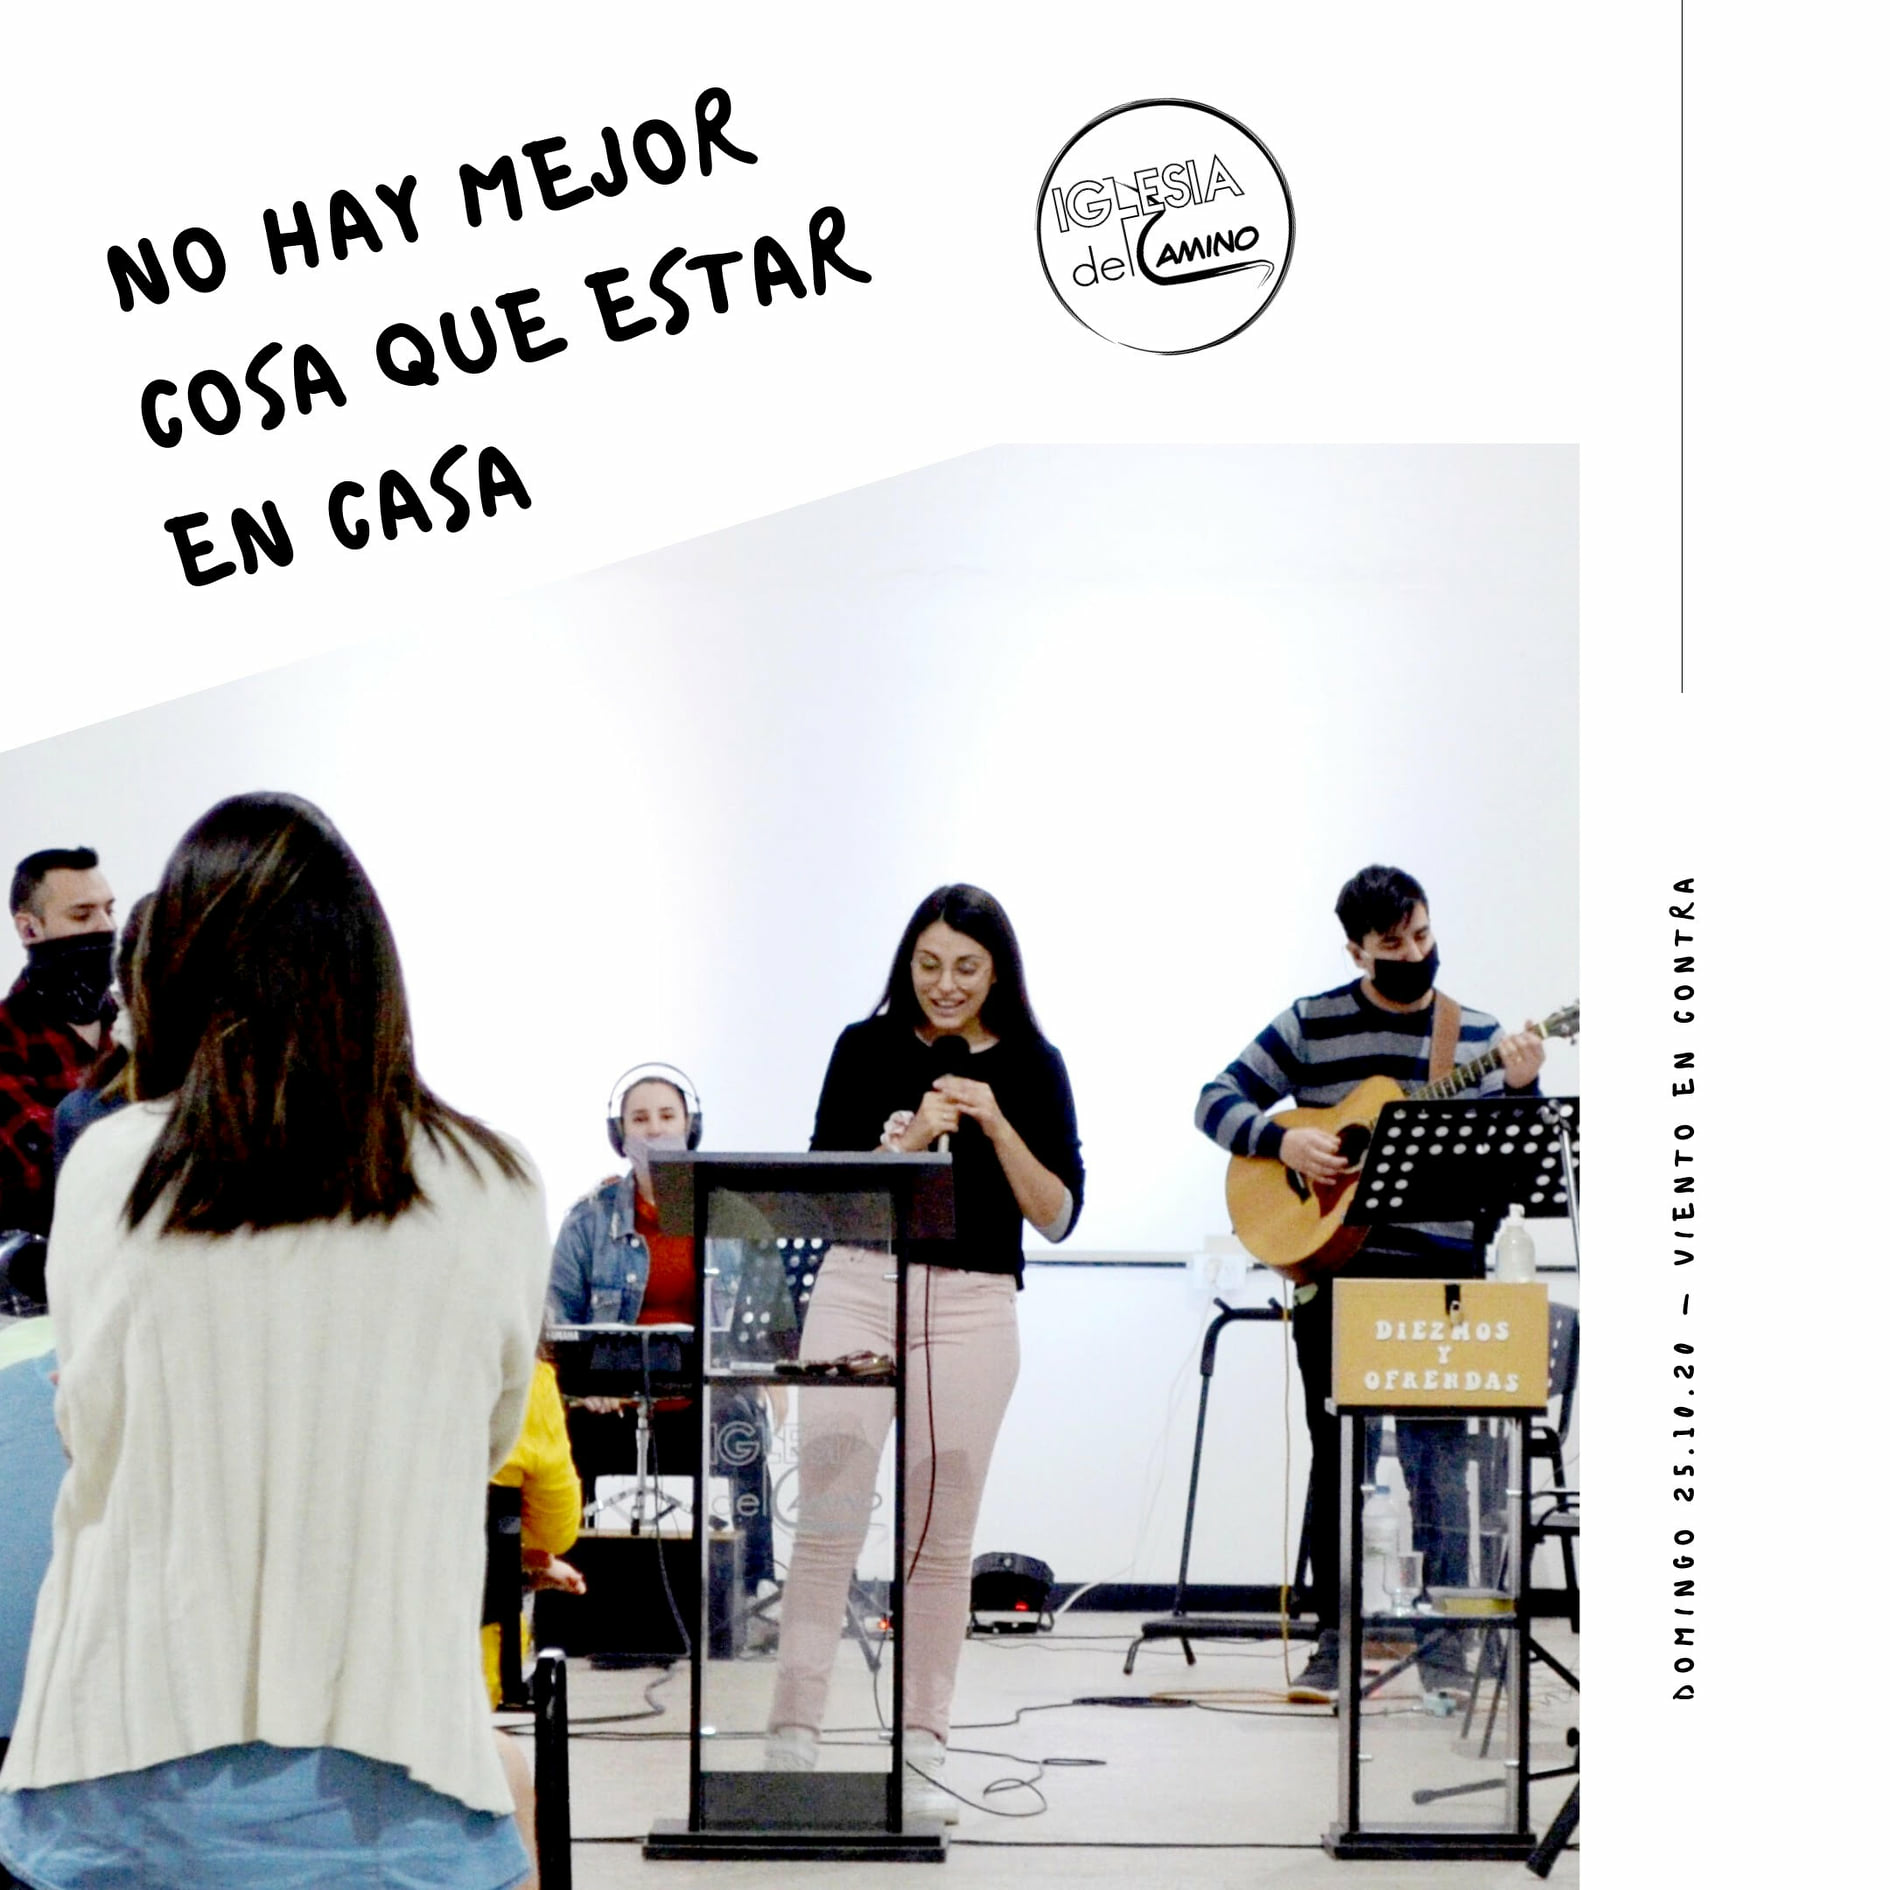 NO HAY MEJOR
COSA QUE ESTAR
EN CASA
IGLESIA
del CAMINO
DOMINGO 25.10.20 — VIENTO EN CONTRA
YAMAHA
DIEZMOS
Y
OFRENDAS
IGLESIA
del CAMINO